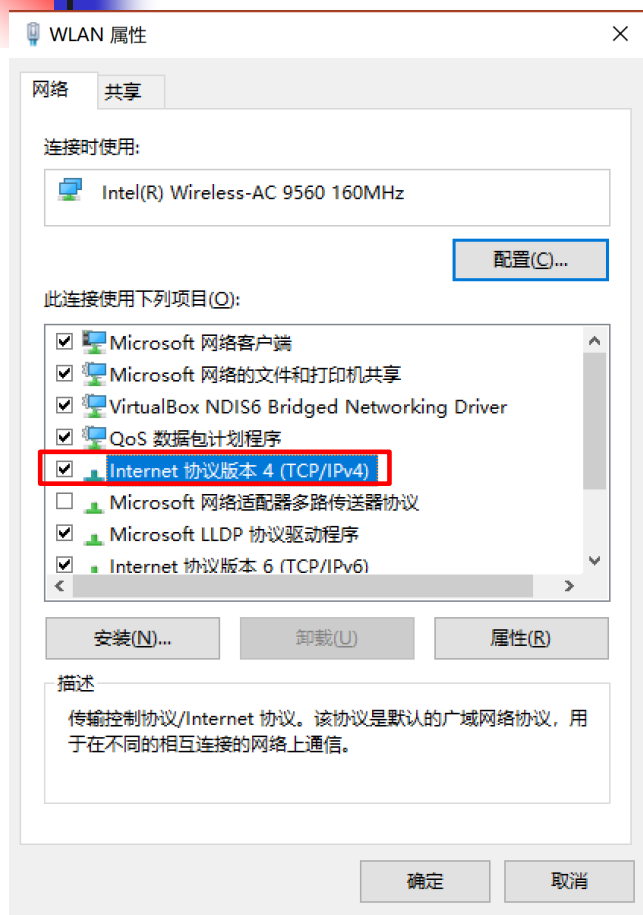 WLAN 属性
网络
共享
连接时使用:
Intel(R) Wireless-AC 9560 160MHz
配置(C)...
此连接使用下列项目(O):
Microsoft 网络客户端
Microsoft 网络的文件和打印机共享
VirtualBox NDIS6 Bridged Networking Driver
QoS 数据包计划程序
Internet 协议版本 4 (TCP/IPv4)
Microsoft 网络适配器多路传送器协议
Microsoft LLDP 协议驱动程序
Internet 协议版本 6 (TCP/IPv6)
安装(N)...
卸载(U)
属性(R)
描述
传输控制协议/Internet 协议。该协议是默认的广域网络协议，用
于在不同的相互连接的网络上通信。
确定
取消